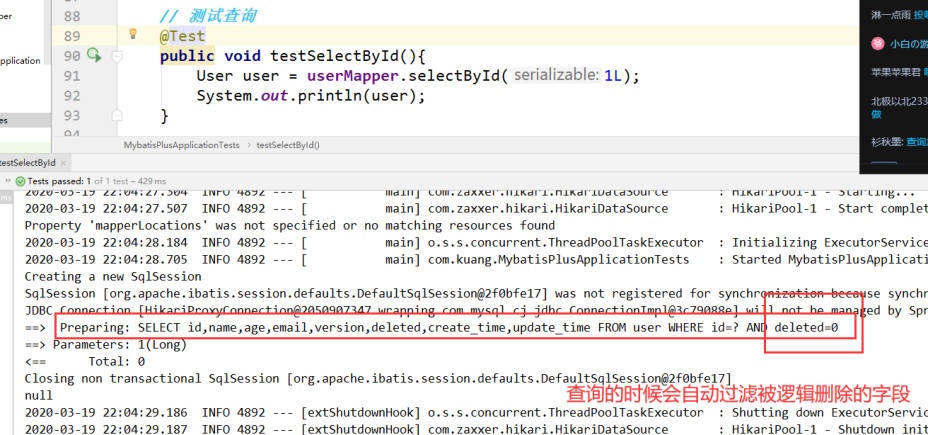 88 // 测试查询
淋一点雨 投
per
89 @Test
小白の游
90 public void testSelectById(){
pplication
91 User user = userMapper.selectById( serializable: 1L);
苹果苹果君
92 System.out.println(user);
北极以北233
做
93 }
es
94
衫秋墨: 查询
MybatisPlusApplicationTests > testSelectById()
testSelectById ×
» Tests passed: 1 of 1 test – 429 ms
ms
2020-03-19 22:04:27.304 INFO 4892 --- [ main] com.zaxxer.hikari.HikariDataSource : HikariPool-1 - Starting...
2020-03-19 22:04:27.507 INFO 4892 --- [ main] com.zaxxer.hikari.HikariDataSource : HikariPool-1 - Start complet
Property 'mapperLocations' was not specified or no matching resources found
2020-03-19 22:04:28.184 INFO 4892 --- [ main] o.s.s.concurrent.ThreadPoolTaskExecutor : Initializing ExecutorService
2020-03-19 22:04:28.705 INFO 4892 --- [ main] com.kuang.MybatisPlusApplicationTests : Started MybatisPlusApplicati
Creating a new SqlSession
SqlSession [org.apache.ibatis.session.defaults.DefaultSqlSession@2f0bfe17] was not registered for synchronization because synchr
JDBC Connection [HikariProxyConnection@2050907347 wrapping com.mysql.cj.jdbc.ConnectionImpl@3c79088e] will not be managed by Spr
==> Preparing: SELECT id,name,age,email,version,deleted,create_time,update_time FROM user WHERE id=? AND deleted=0
==> Parameters: 1(Long)
<== Total: 0
Closing non transactional SqlSession [org.apache.ibatis.session.defaults.DefaultSqlSession@2f0bfe17]
null
查询的时候会自动过滤被逻辑删除的字段
2020-03-19 22:04:29.186 INFO 4892 --- [extShutdownHook] o.s.s.concurrent.ThreadPoolTaskExecutor : Shutting down ExecutorServic
2020-03-19 22:04:29.187 INFO 4892 --- [extShutdownHook] com.zaxxer.hikari.HikariDataSource : HikariPool-1 - Shutdown init